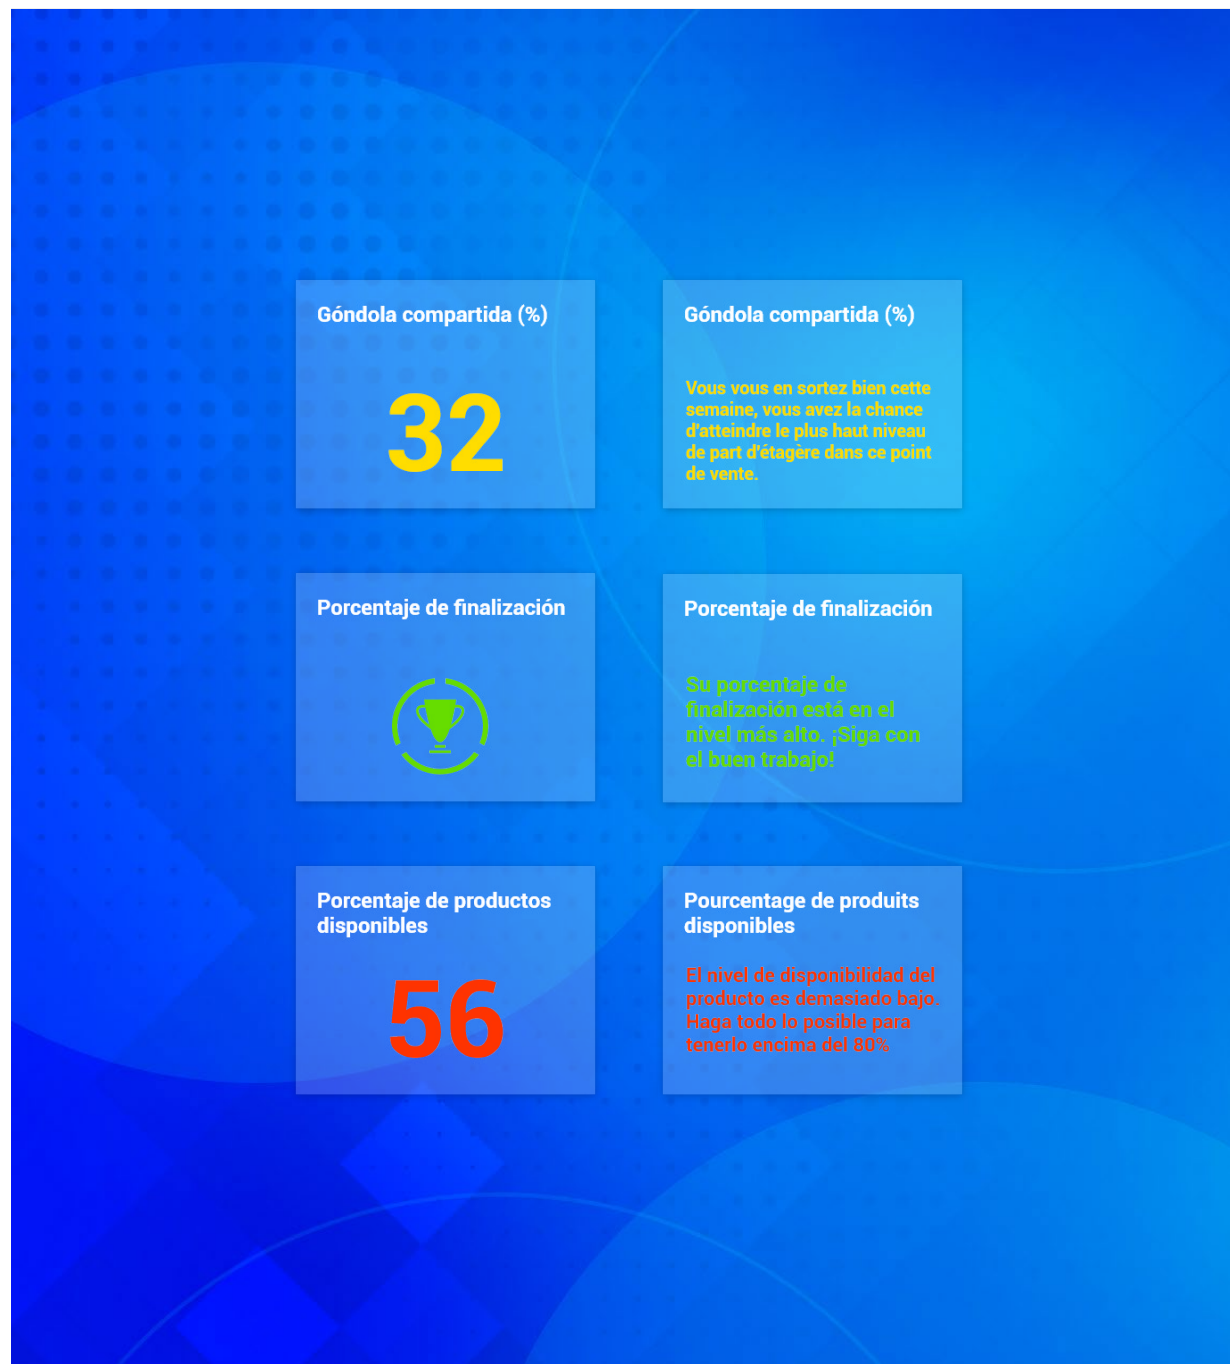 Góndola compartida (%)
32
Góndola compartida (%)
Vous vous en sortez bien cette
semaine, vous avez la chance
d'atteindre le plus haut niveau
de part d'étagère dans ce point
de vente.
Porcentaje de finalización
Porcentaje de finalización
Su porcentaje de
finalización está en el
nivel más alto. ¡Siga con
el buen trabajo!
Porcentaje de productos
disponibles
56
Pourcentage de produits
disponibles
El nivel de disponibilidad del
producto es demasiado bajo.
Haga todo lo posible para
tenerlo encima del 80%